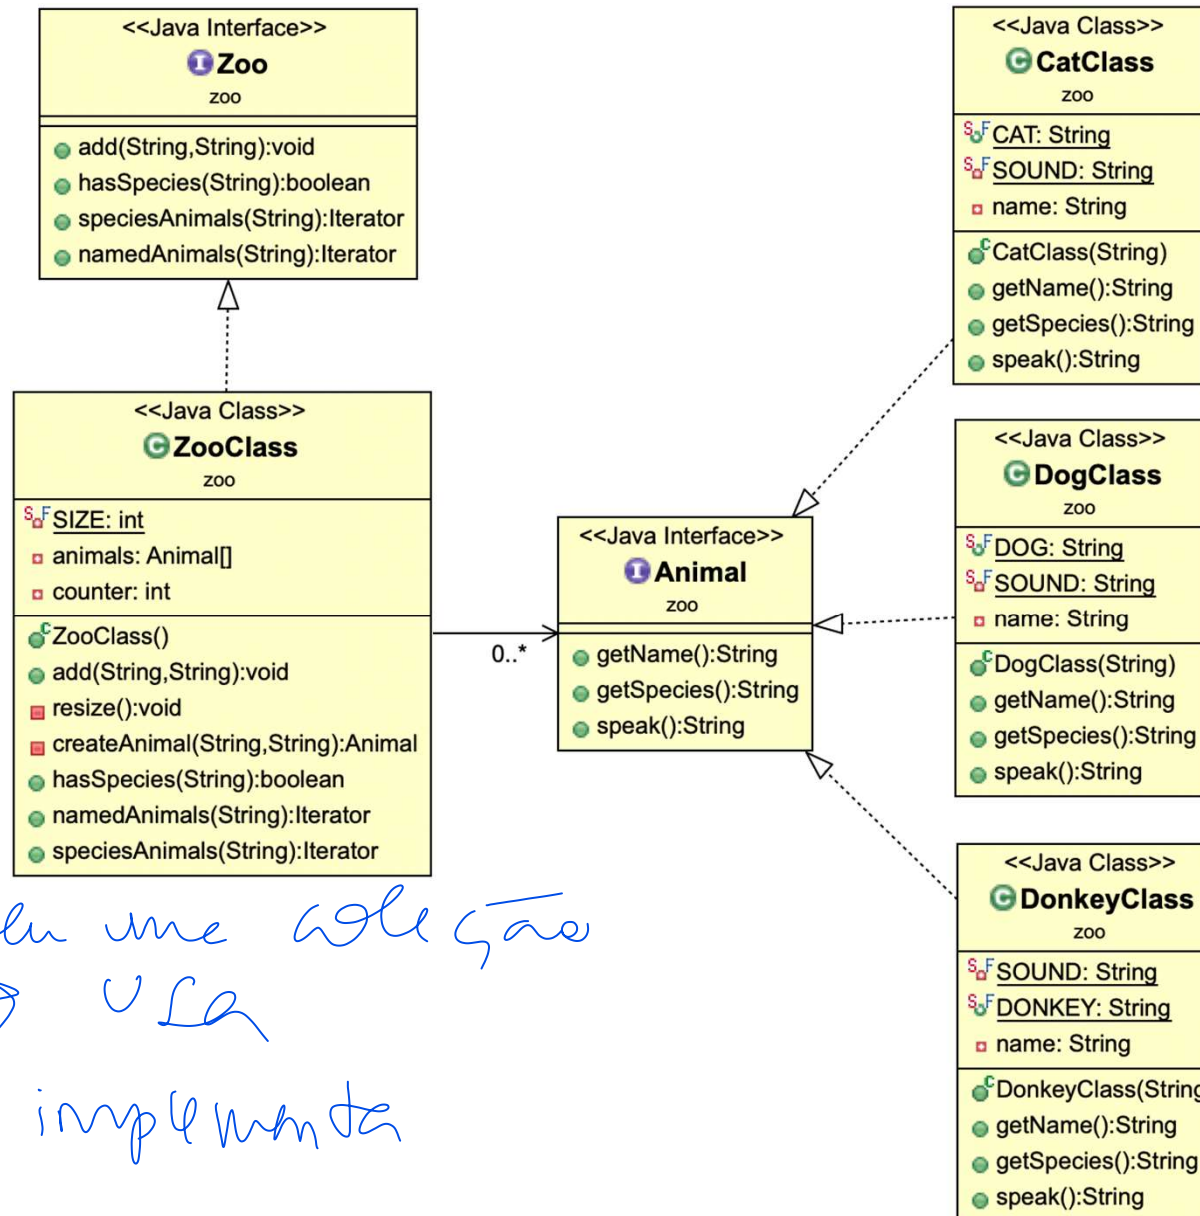 <<Java Interface>>
Zoo
zoo
add(String,String):void
hasSpecies(String):boolean
speciesAnimals(String):Iterator
namedAnimals(String):Iterator
<<Java Class>>
ZooClass
zoo
SIZE: int
animals: Animal[]
counter: int
ZooClass()
add(String,String):void
resize():void
createAnimal(String,String):Animal
hasSpecies(String):boolean
namedAnimals(String):Iterator
speciesAnimals(String):Iterator
0..*
<<Java Interface>>
Animal
zoo
getName():String
getSpecies():String
speak():String
<<Java Class>>
CatClass
zoo
CAT: String
SOUND: String
name: String
CatClass(String)
getName():String
getSpecies():String
speak():String
<<Java Class>>
DogClass
zoo
DOG: String
SOUND: String
name: String
DogClass(String)
getName():String
getSpecies():String
speak():String
<<Java Class>>
DonkeyClass
zoo
SOUND: String
DONKEY: String
name: String
DonkeyClass(String
getName():String
getSpecies():String
speak():String
coleção
usa
implementa